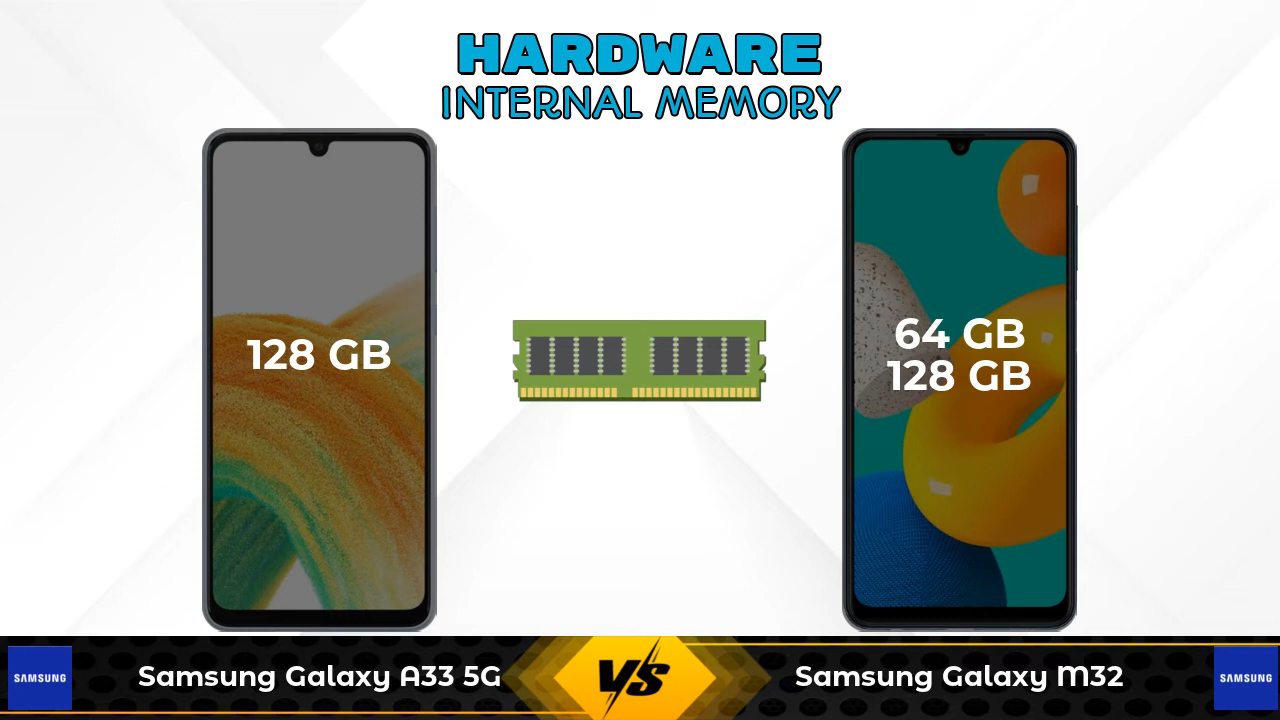 HARDWARE
INTERNAL MEMORY
128 GB
64 GB
128 GB
SAMSUNG
Samsung Galaxy A33 5G
VS
Samsung Galaxy M32
SAMSUNG